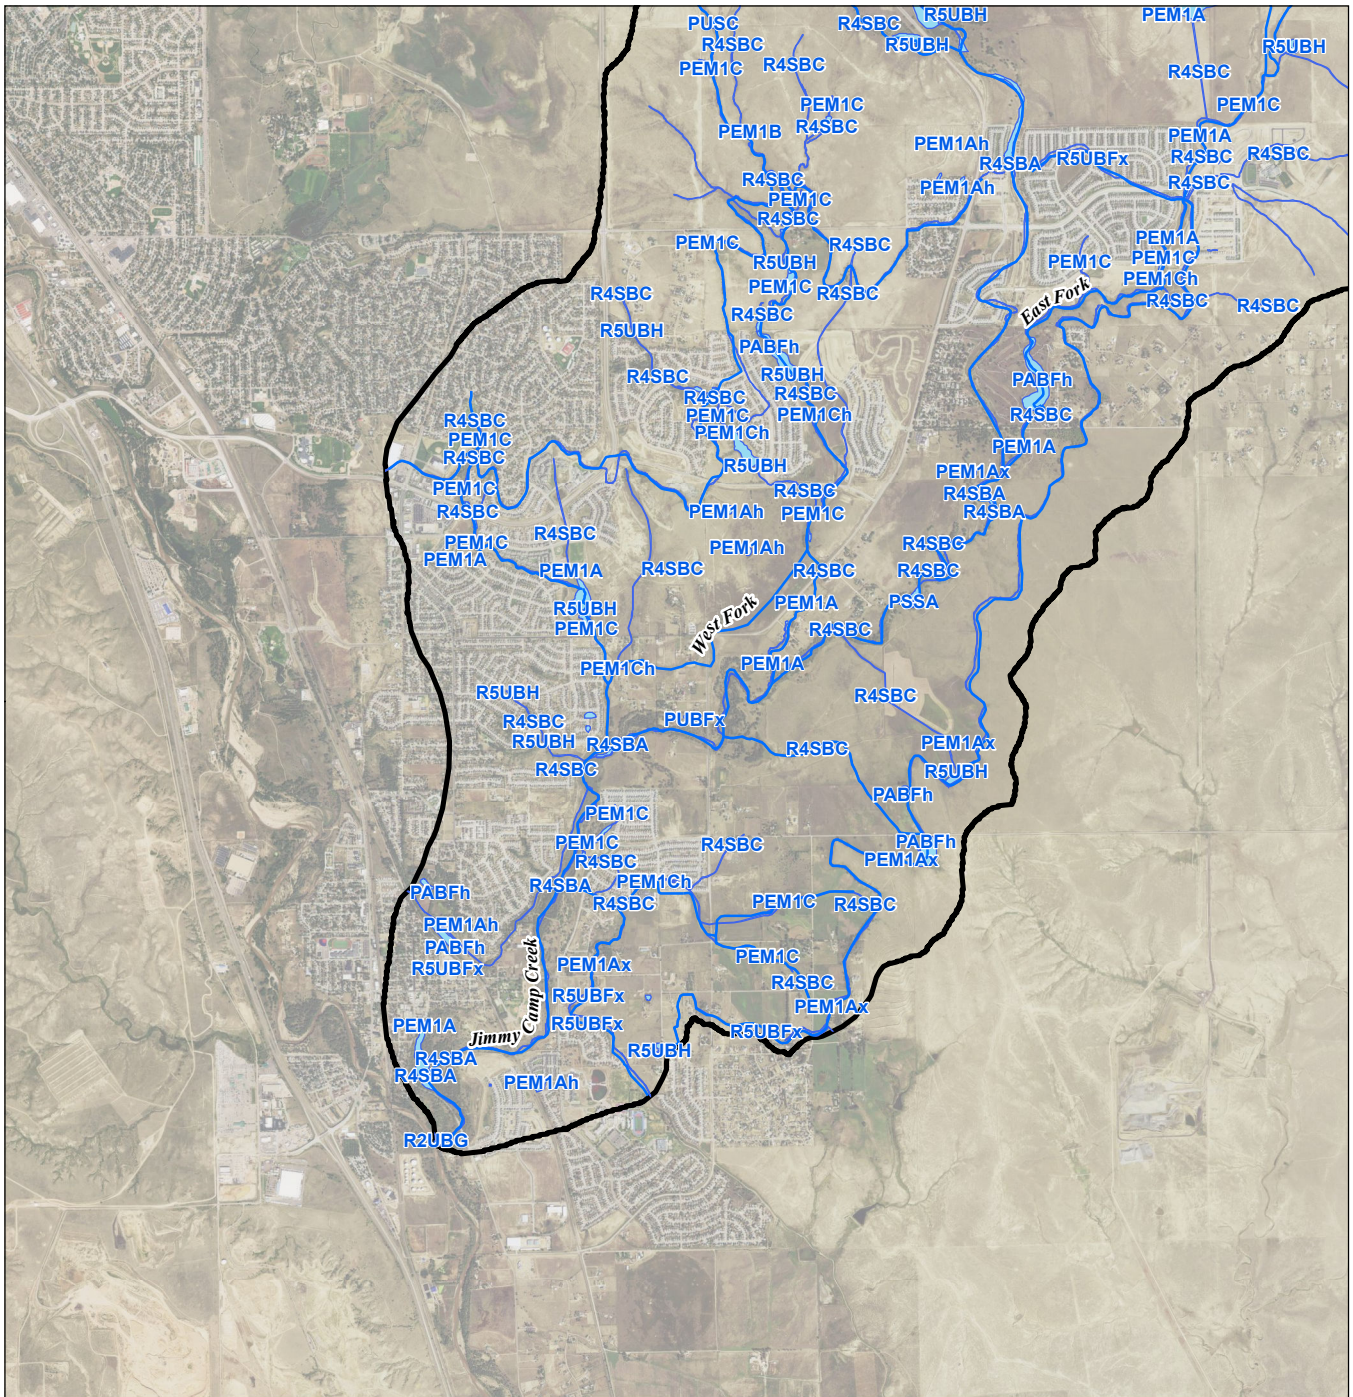 PUSC
R4SBC
R5UBH
PEM1A
R4SBC
R5UBH
R5UBH
PEM1C
R4SBC
R4SBC
PEM1C
PEM1C
PEM1B
R4SBC
PEM1A
PEM1Ah
R4SBA
R5UBFx
R4SBC
R4SBC
R4SBC
PEM1Ah
R4SBC
PEM1C
R4SBC
PEM1C
R4SBC
PEM1A
R5UBH
PEM1C
PEM1C
PEM1Ch
PEM1C
R4SBC
R4SBC
East Fork
R4SBC
R4SBC
R4SBC
R5UBH
PABFh
R4SBC
R5UBH
PABFh
R4SBC
R4SBC
PEM1C
PEM1Ch
R4SBC
R4SBC
PEM1C
PEM1Ch
R4SBC
PEM1A
R5UBH
PEM1Ax
PEM1C
R4SBC
R4SBA
R4SBC
PEM1Ah
PEM1C
R4SBA
R4SBC
PEM1C
PEM1Ah
R4SBC
PEM1A
PEM1A
R4SBC
R4SBC
R4SBC
R5UBH
West Fork
PEM1A
PSSA
PEM1C
R4SBC
PEM1Ch
PEM1A
R5UBH
R4SBC
R4SBC
PUBFx
R5UBH
R4SBA
R4SBC
PEM1Ax
R4SBC
R5UBH
PABFh
PEM1C
PEM1C
R4SBC
PABFh
R4SBC
PEM1Ax
R4SBA
PEM1Ch
PABFh
R4SBC
PEM1C
R4SBC
PEM1Ah
PABFh
R5UBFx
PEM1Ax
PEM1C
R4SBC
Jimmy Camp Creek
R5UBFx
PEM1Ax
PEM1A
R5UBFx
R5UBFx
R4SBA
R5UBH
R4SBA
PEM1Ah
R2UBG